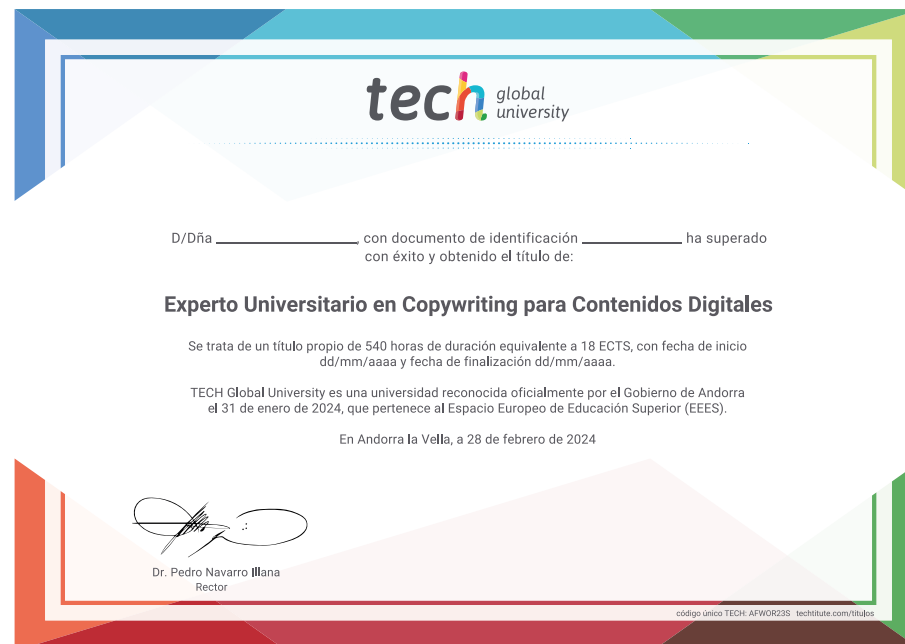 tech global university
D/Dña ______________, con documento de identificación __________ ha superado
con éxito y obtenido el título de:
Experto Universitario en Copywriting para Contenidos Digitales
Se trata de un título propio de 540 horas de duración equivalente a 18 ECTS, con fecha de inicio
dd/mm/aaaa y fecha de finalización dd/mm/aaaa.
TECH Global University es una universidad reconocida oficialmente por el Gobierno de Andorra
el 31 de enero de 2024, que pertenece al Espacio Europeo de Educación Superior (EEES).
En Andorra la Vella, a 28 de febrero de 2024
Dr. Pedro Navarro Illana
Rector
código único TECH: AFWOR23S techtitute.com/titulos